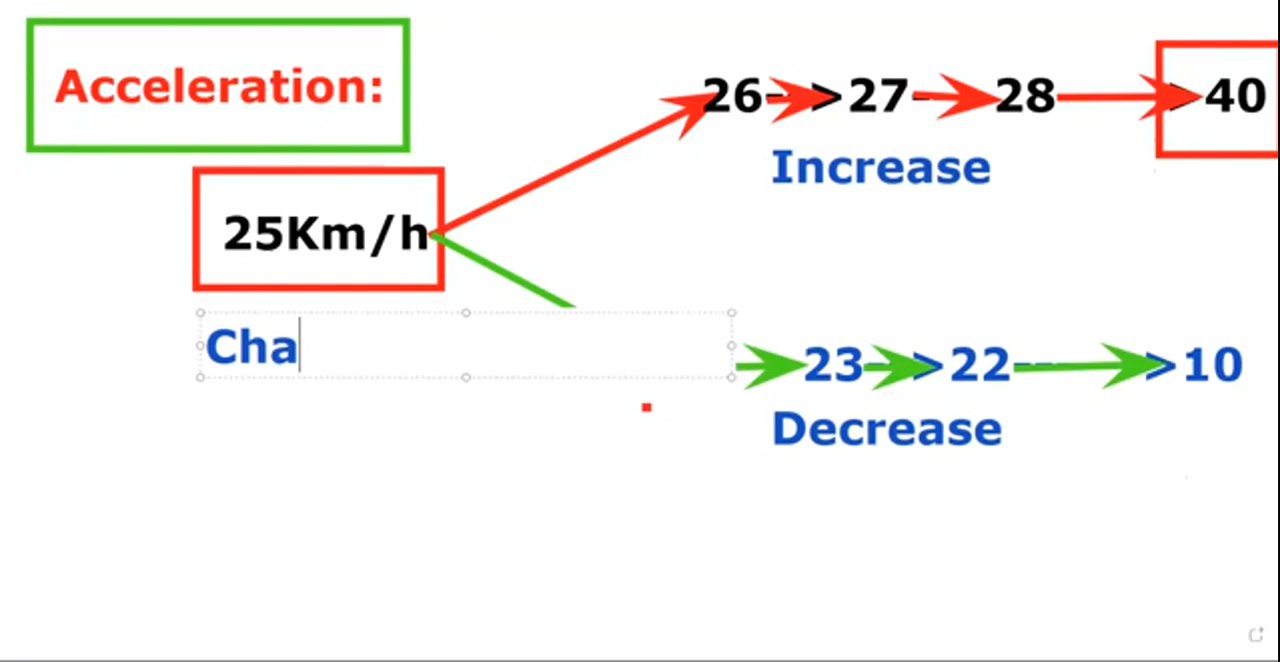 Acceleration:
26-->27-28>40
Increase
25Km/h
Cha
23->22--->10
Decrease